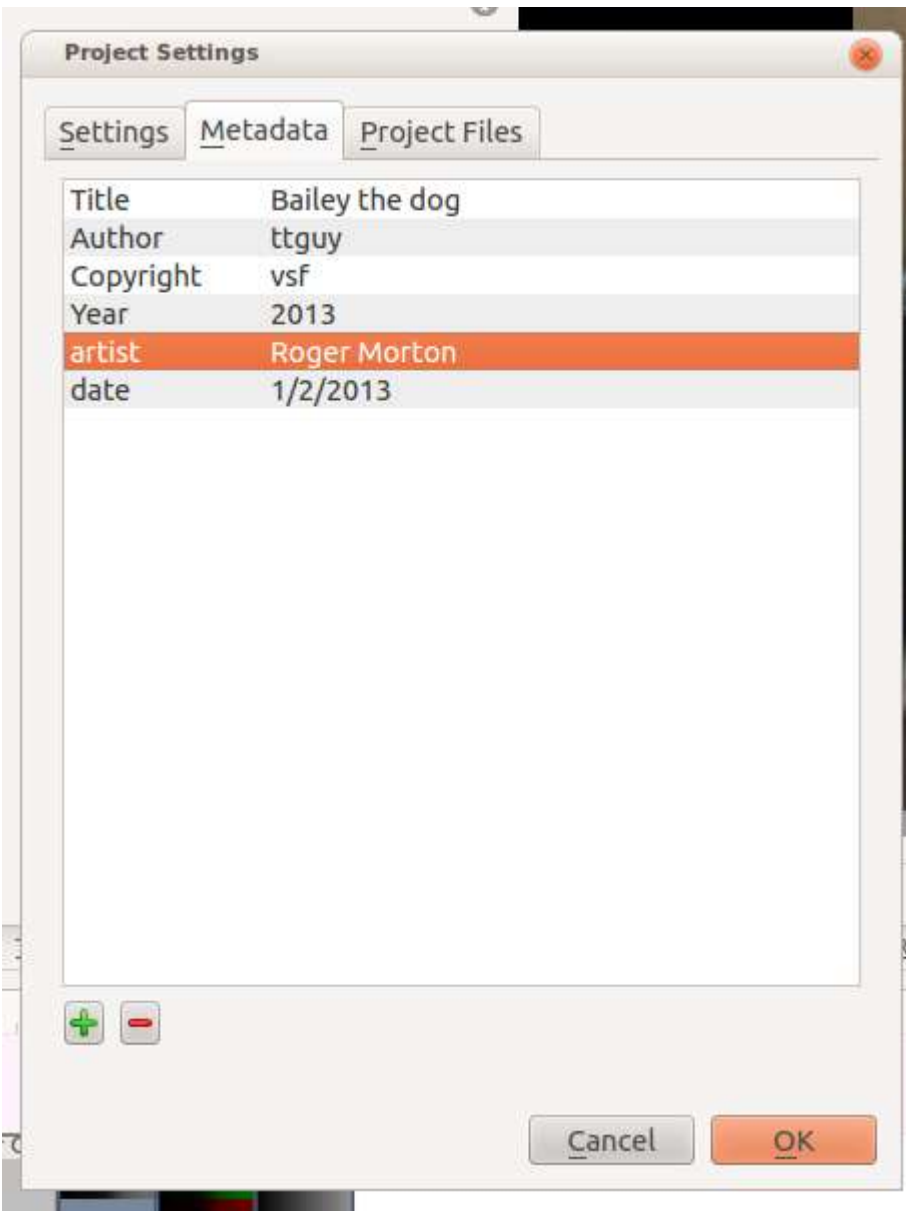 Project Settings
Settings Metadata Project Files
Title Bailey the dog
Author ttguy
Copyright vsf
Year 2013
artist Roger Morton
date 1/2/2013
Cancel OK